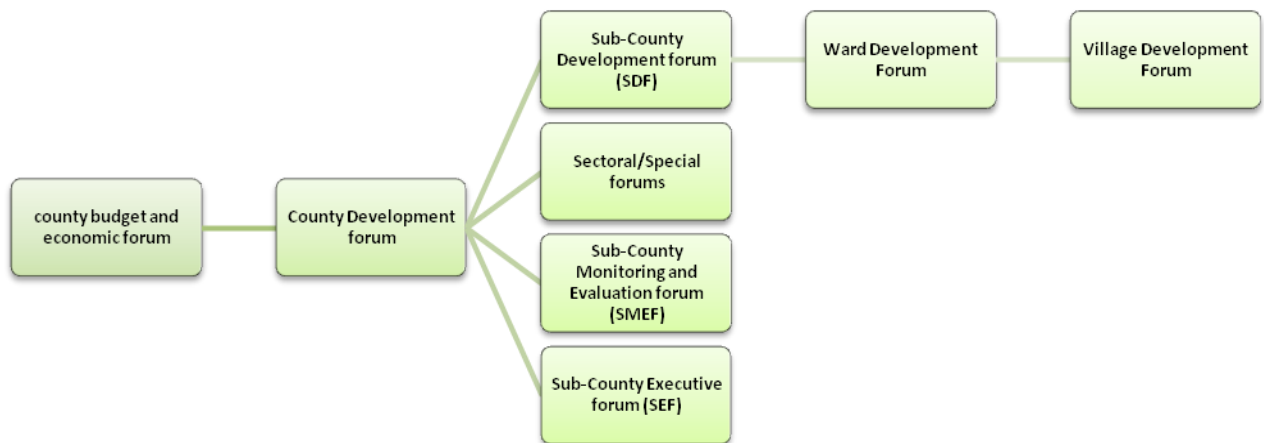 Sub-County
Development forum
(SDF)
Ward Development
Forum
Village Development
Forum
Sectoral/Special
forums
county budget and
economic forum
County Development
forum
Sub-County
Monitoring and
Evaluation forum
(SMEF)
Sub-County Executive
forum (SEF)